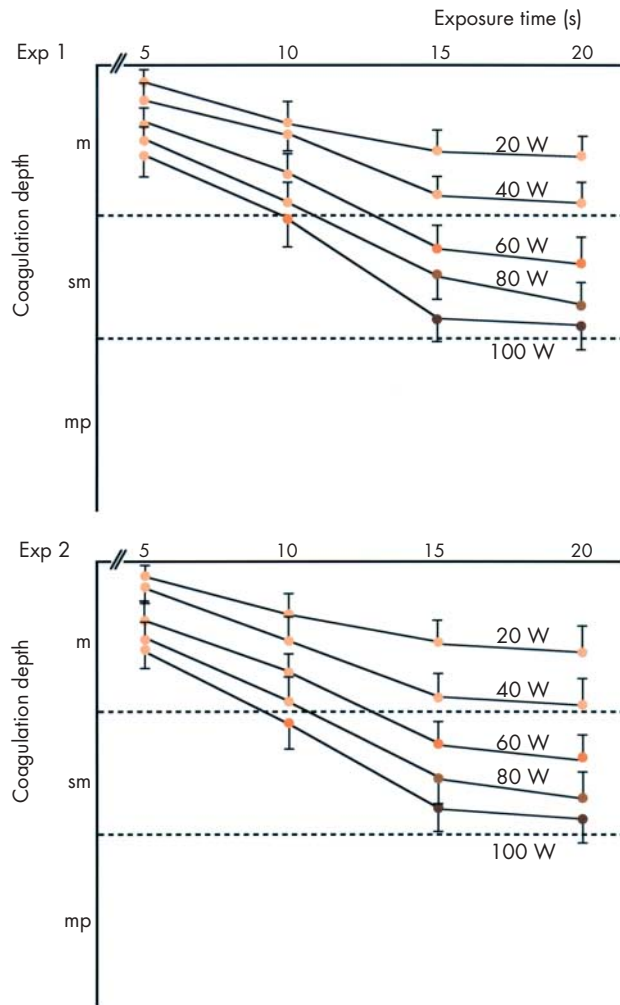 Exposure time (s)
Exp 1
5 10 15 20
Coagulation depth
m
sm
mp
20 W
40 W
60 W
80 W
100 W
Exp 2
5 10 15 20
Coagulation depth
m
sm
mp
20 W
40 W
60 W
80 W
100 W